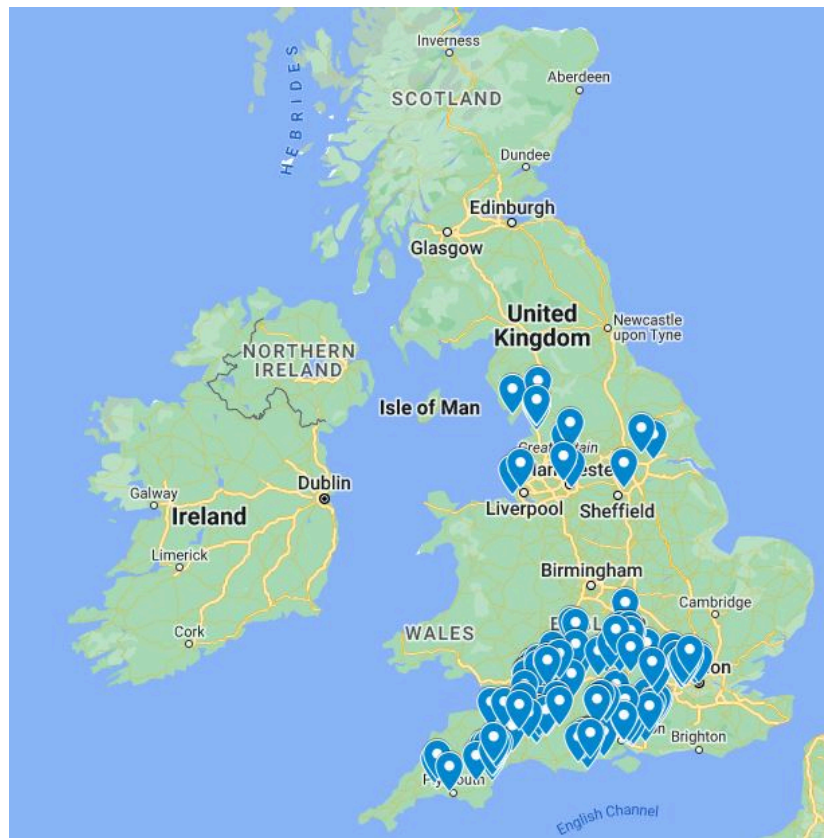 Inverness
Aberdeen
HEBRIDES
SCOTLAND
Dundee
Edinburgh
Glasgow
United
Kingdom
Newcastle
upon Tyne
NORTHERN
IRELAND
Isle of Man
Great
Dublin
Galway
Ireland
Liverpool
Sheffield
Limerick
Birmingham
Cambridge
Cork
WALES
Brighton
English Channel